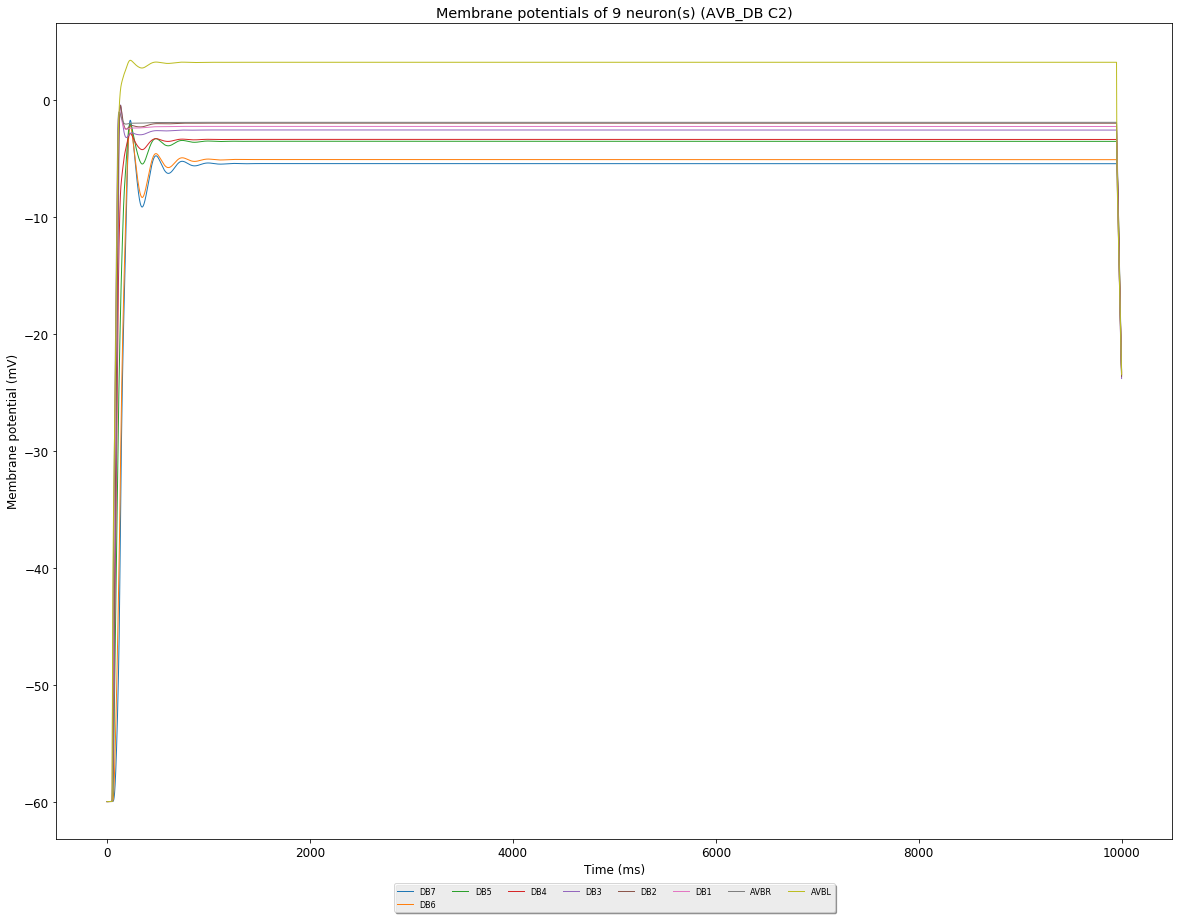 Membrane potentials of 9 neuron(s) (AVB_DB C2)
Membrane potential (mV)
0
−10
−20
−30
−40
−50
−60
0 2000 4000 6000 8000 10000
Time (ms)
DB7 DB5 DB4 DB3 DB2 DB1 AVBR AVBL
DB6